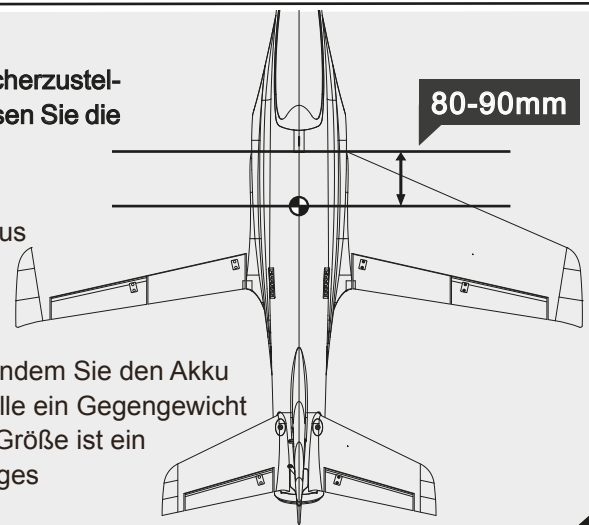 cherzustel-
sen Sie die
80-90mm
us
ndem Sie den Akku
lle ein Gegengewicht
Größe ist ein
ges